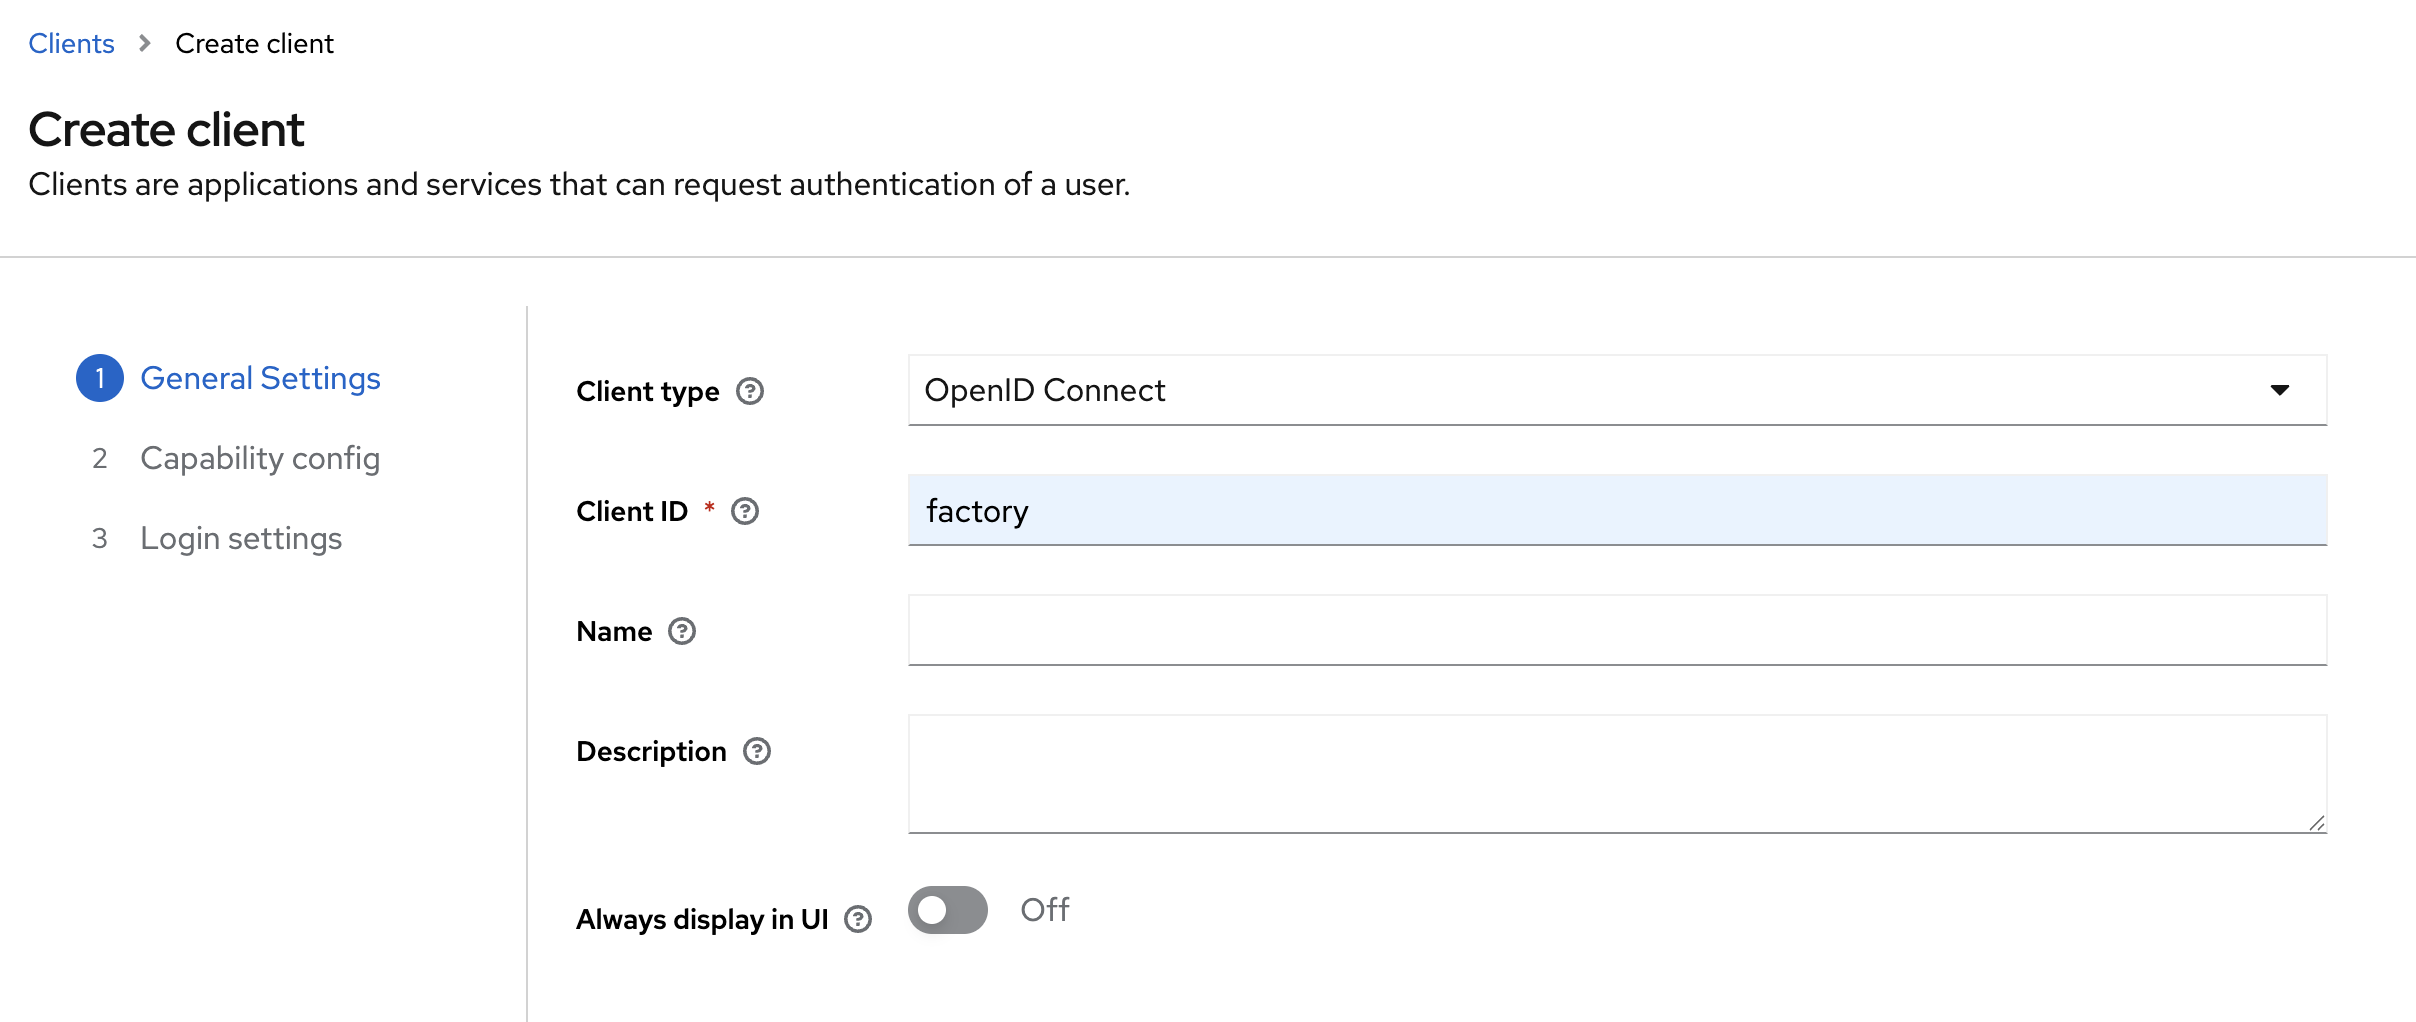 Clients > Create client
Create client
Clients are applications and services that can request authentication of a user.
1 General Settings
2 Capability config
3 Login settings
Client type ? OpenID Connect
Client ID * ? factory
Name ?
Description ?
Always display in UI ? Off